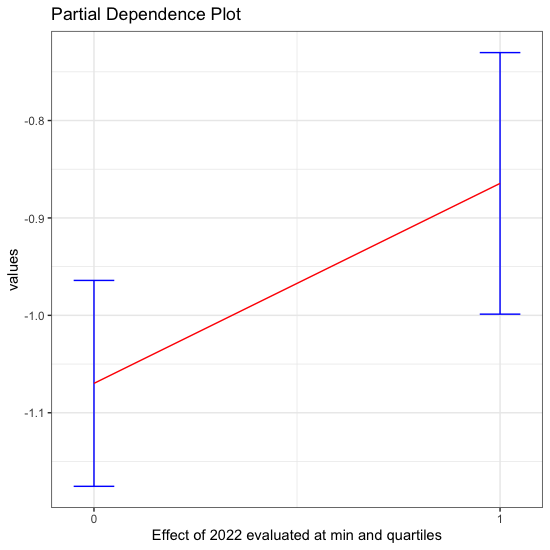 Partial Dependence Plot
values
-0.8
-0.9
-1.0
-1.1
0
1
Effect of 2022 evaluated at min and quartiles